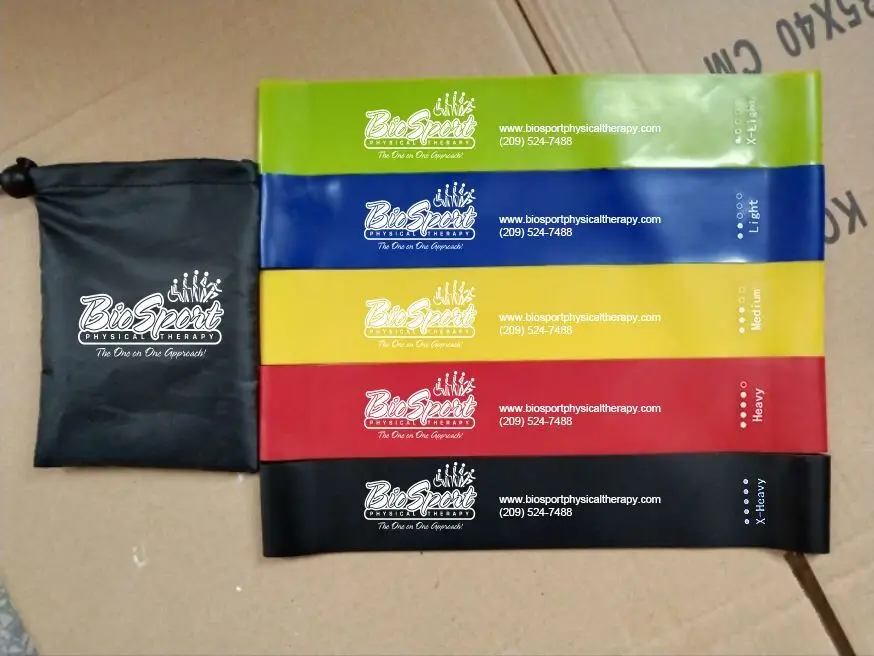 35X40 CM
KG
BioSport
PHYSICAL THERAPY
The One on One Approach!
BioSport
PHYSICAL THERAPY
The One on One Approach!
www.biosportphysicaltherapy.com
(209) 524-7488
X-Light
BioSport
PHYSICAL THERAPY
The One on One Approach!
www.biosportphysicaltherapy.com
(209) 524-7488
Light
BioSport
PHYSICAL THERAPY
The One on One Approach!
www.biosportphysicaltherapy.com
(209) 524-7488
Medium
BioSport
PHYSICAL THERAPY
The One on One Approach!
www.biosportphysicaltherapy.com
(209) 524-7488
Heavy
BioSport
PHYSICAL THERAPY
The One on One Approach!
www.biosportphysicaltherapy.com
(209) 524-7488
X-Heavy